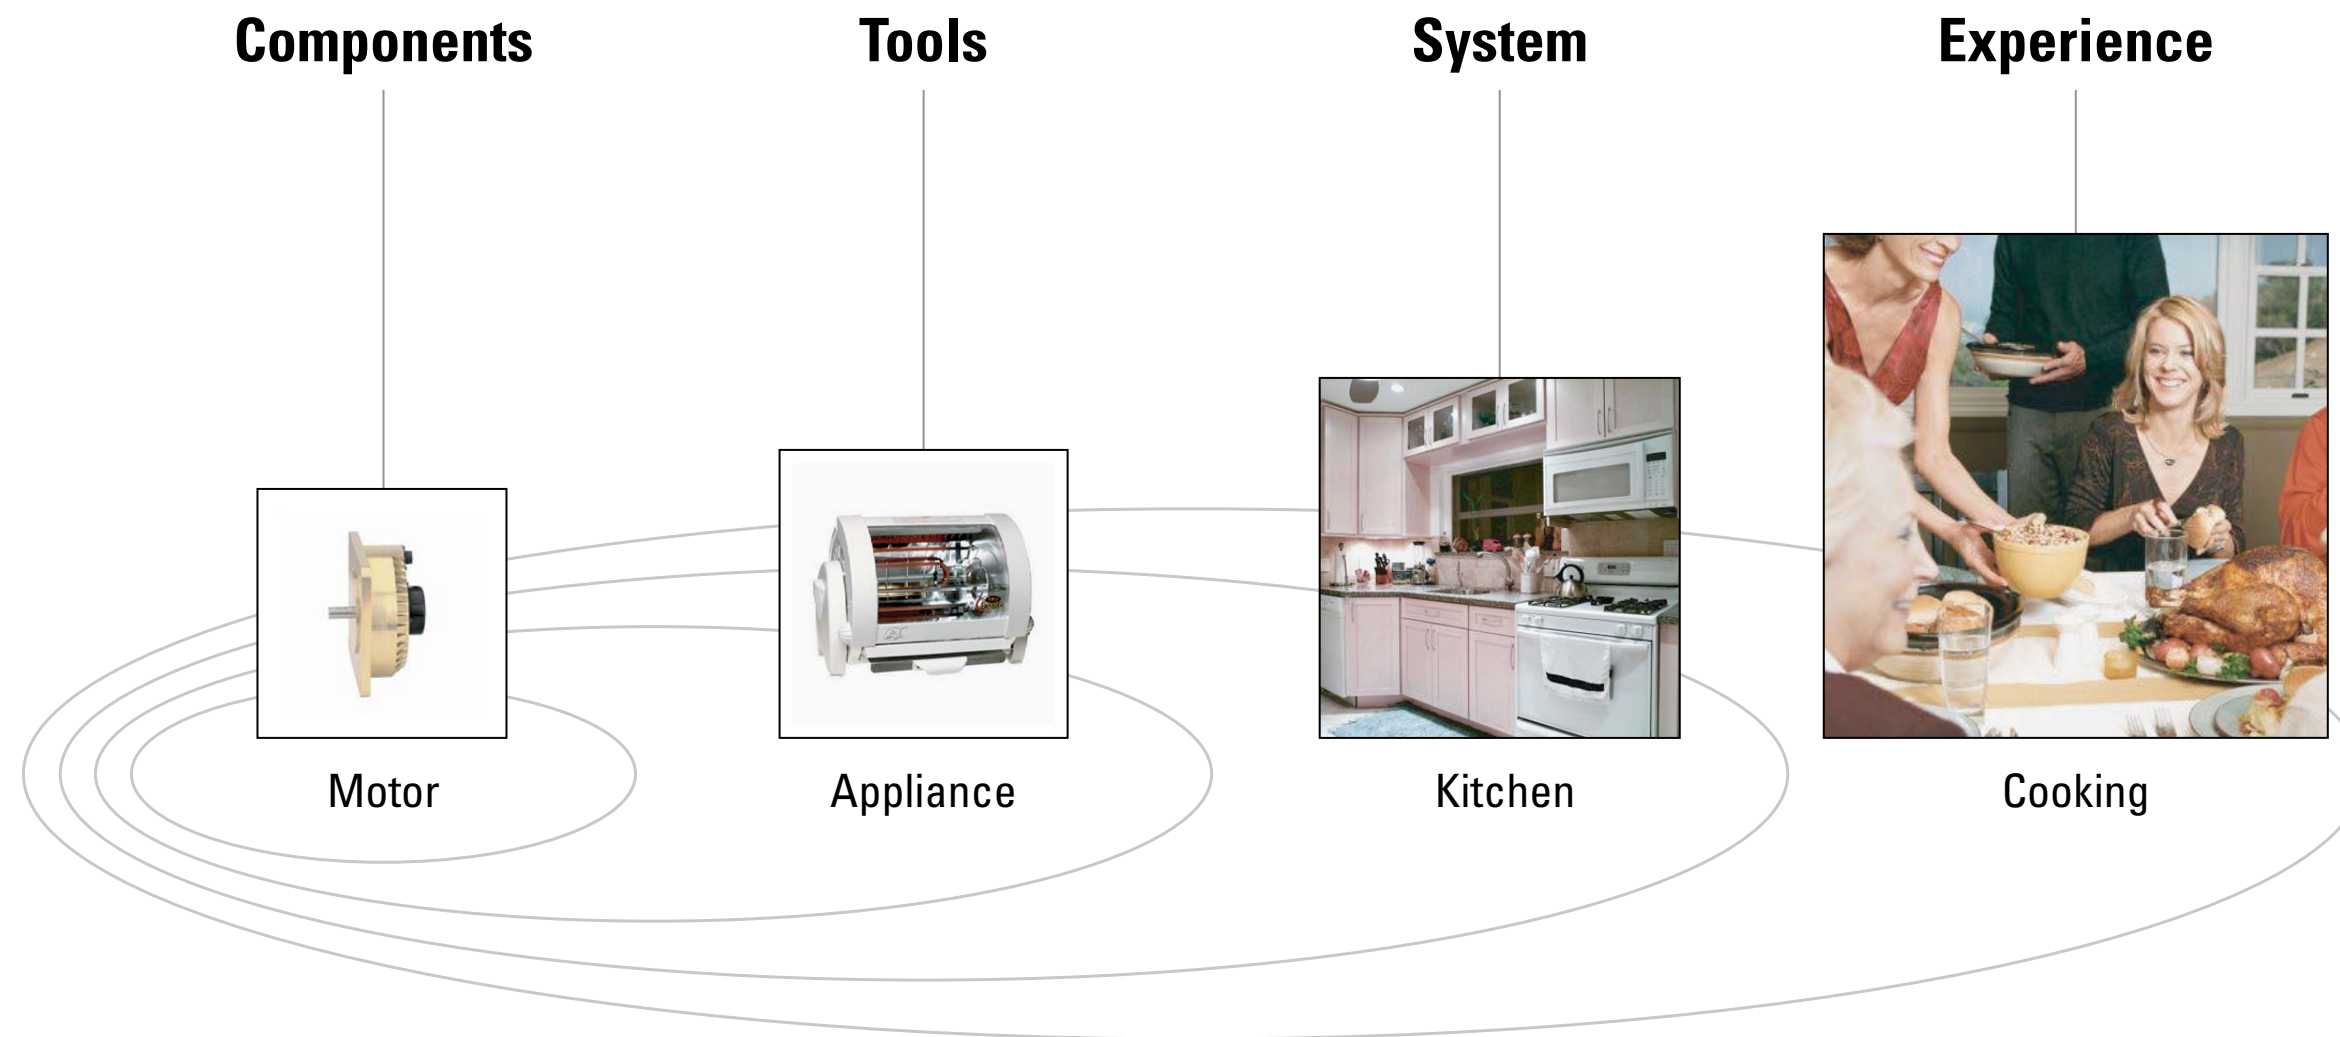 Components
Tools
System
Experience
Motor
Appliance
Kitchen
Cooking